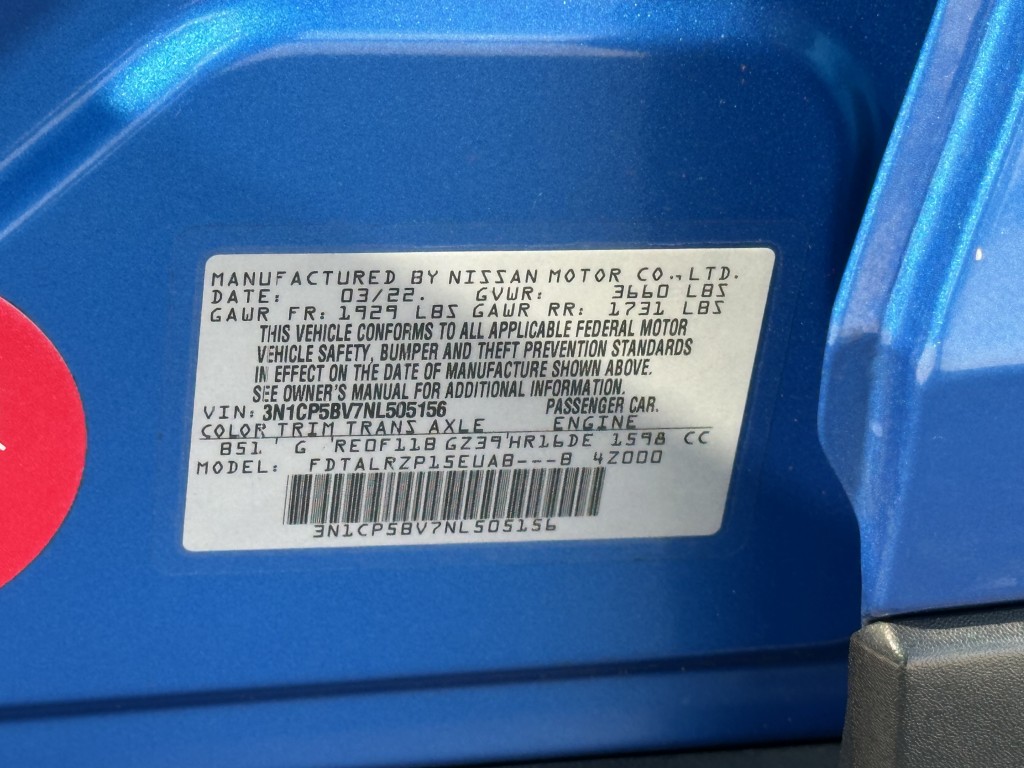 MANUFACTURED BY NISSAN MOTOR CO., LTD.
DATE: 03/22. GVWR: 3660 LBS
GAWR FR: 1929 LBS GAWR RR: 1731 LBS
THIS VEHICLE CONFORMS TO ALL APPLICABLE FEDERAL MOTOR
VEHICLE SAFETY, BUMPER AND THEFT PREVENTION STANDARDS
IN EFFECT ON THE DATE OF MANUFACTURE SHOWN ABOVE.
SEE OWNER'S MANUAL FOR ADDITIONAL INFORMATION.
VIN: 3N1CP5BV7NL505156 PASSENGER CAR.
COLOR TRIM TRANS AXLE ENGINE
B51 G RE0F11B GZ39 HR16DE 1598 CC
MODEL: FDTALRZP15EUAB---B 4Z000
3N1CP5BV7NL505156